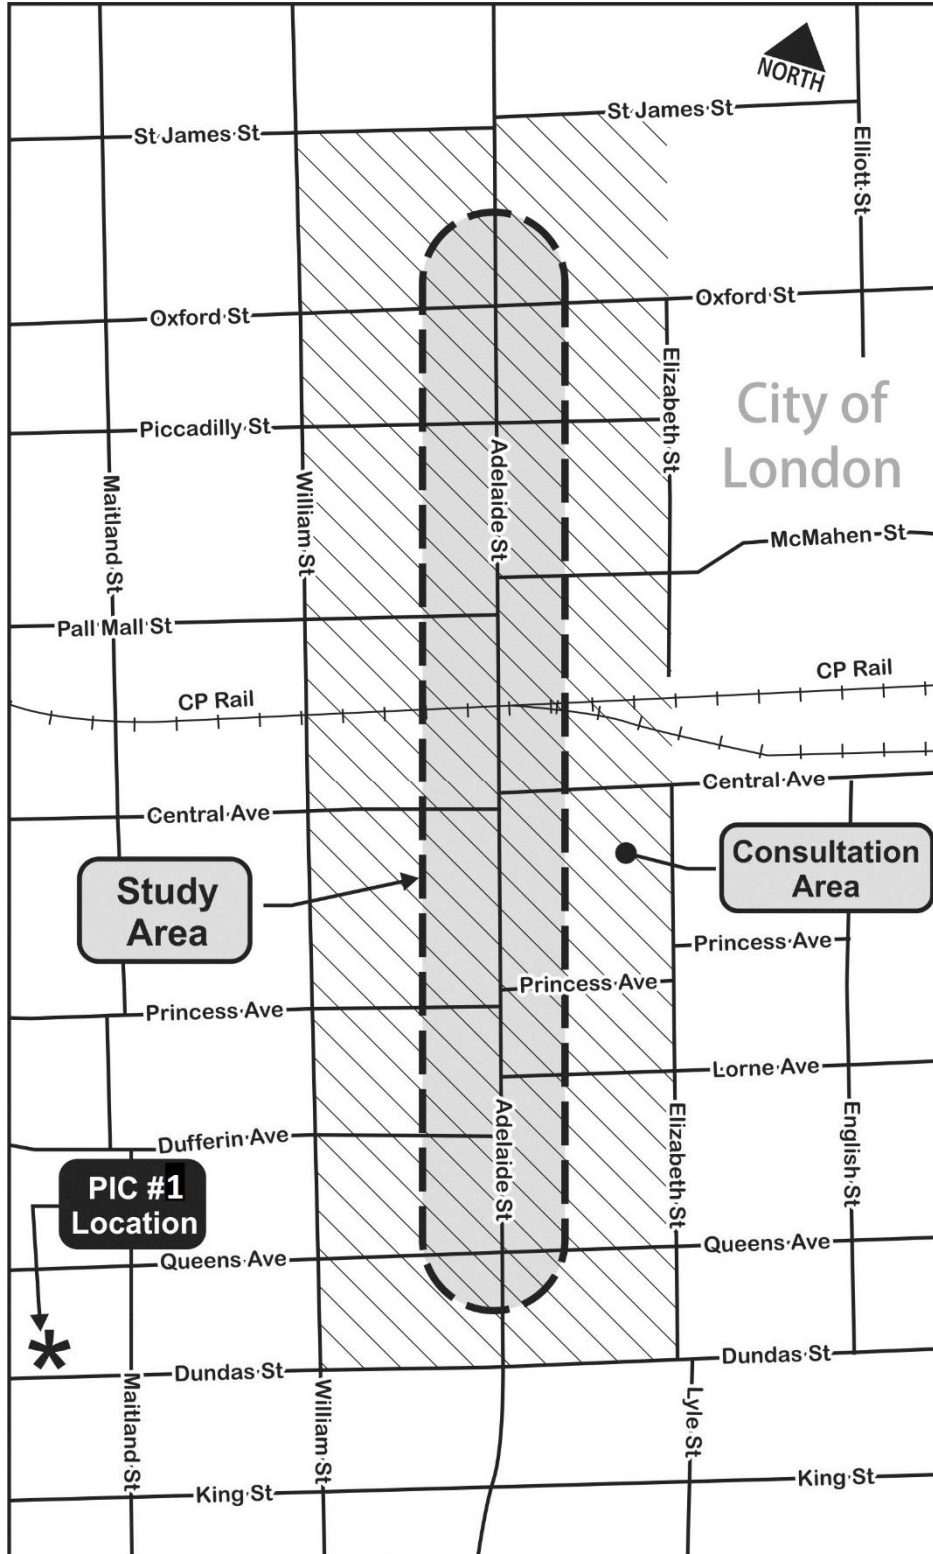 NORTH
St James St
St James St
Elliott St
Oxford St
Oxford St
Elizabeth St
City of
London
Piccadilly St
Adelaide St
Maitland St
William St
McMahen St
Pall Mall St
CP Rail
CP Rail
Central Ave
Central Ave
Study
Area
Consultation
Area
Princess Ave
Princess Ave
Princess Ave
Lorne Ave
Adelaide St
Elizabeth St
English St
Dufferin Ave
PIC #1
Location
Queens Ave
Queens Ave
*
Dundas St
Dundas St
Maitland St
William St
Lyle St
King St
King St